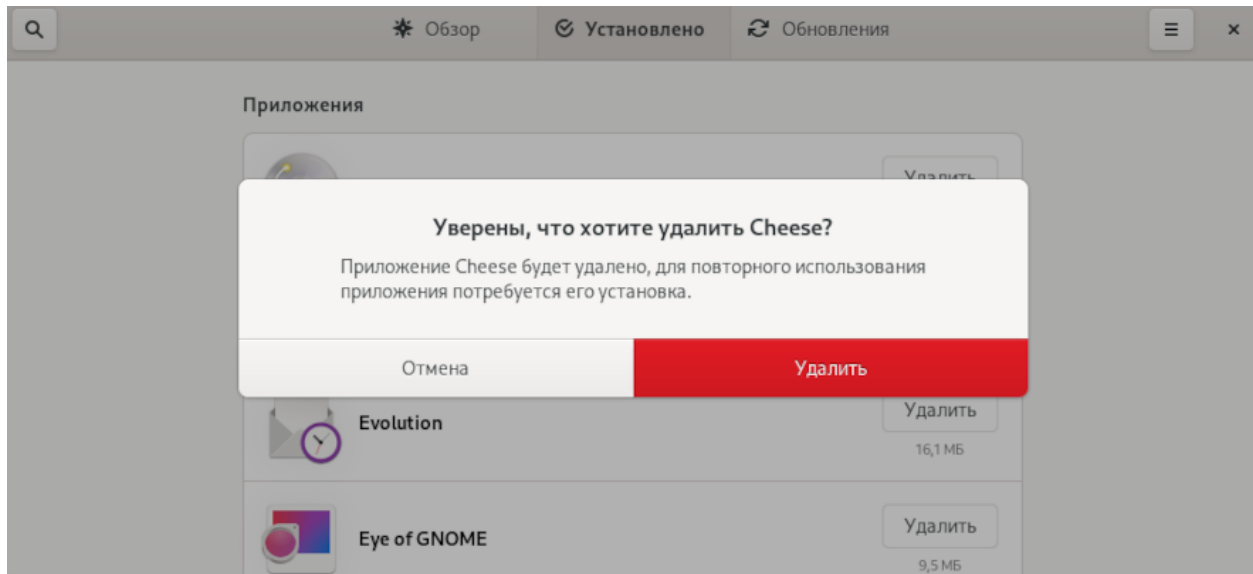 Обзор
Установлено
Обновления
Приложения
Удалить
Уверены, что хотите удалить Cheese?
Приложение Cheese будет удалено, для повторного использования
приложения потребуется его установка.
Отмена
Удалить
Evolution
Удалить
16,1 МБ
Eye of GNOME
Удалить
9,5 МБ